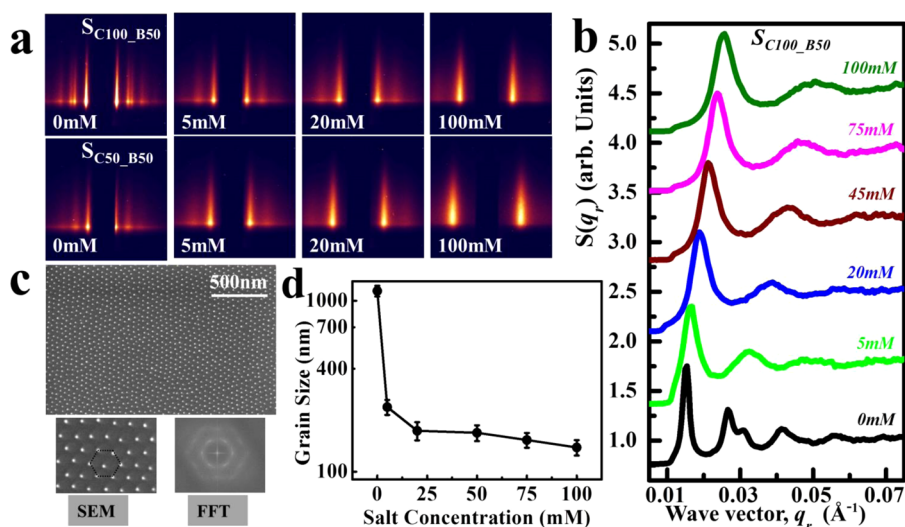 a
S_C100_B50
0mM
5mM
20mM
100mM
S_C50_B50
0mM
5mM
20mM
100mM
b
S_C100_B50
100mM
75mM
45mM
20mM
5mM
0mM
S(q_r) (arb. Units)
5.0
4.5
4.0
3.5
3.0
2.5
2.0
1.5
1.0
0.01
0.03
0.05
0.07
Wave vector, q_r (Å⁻¹)
c
500nm
SEM
FFT
d
Grain Size (nm)
1000
700
400
100
0
25
50
75
100
Salt Concentration (mM)